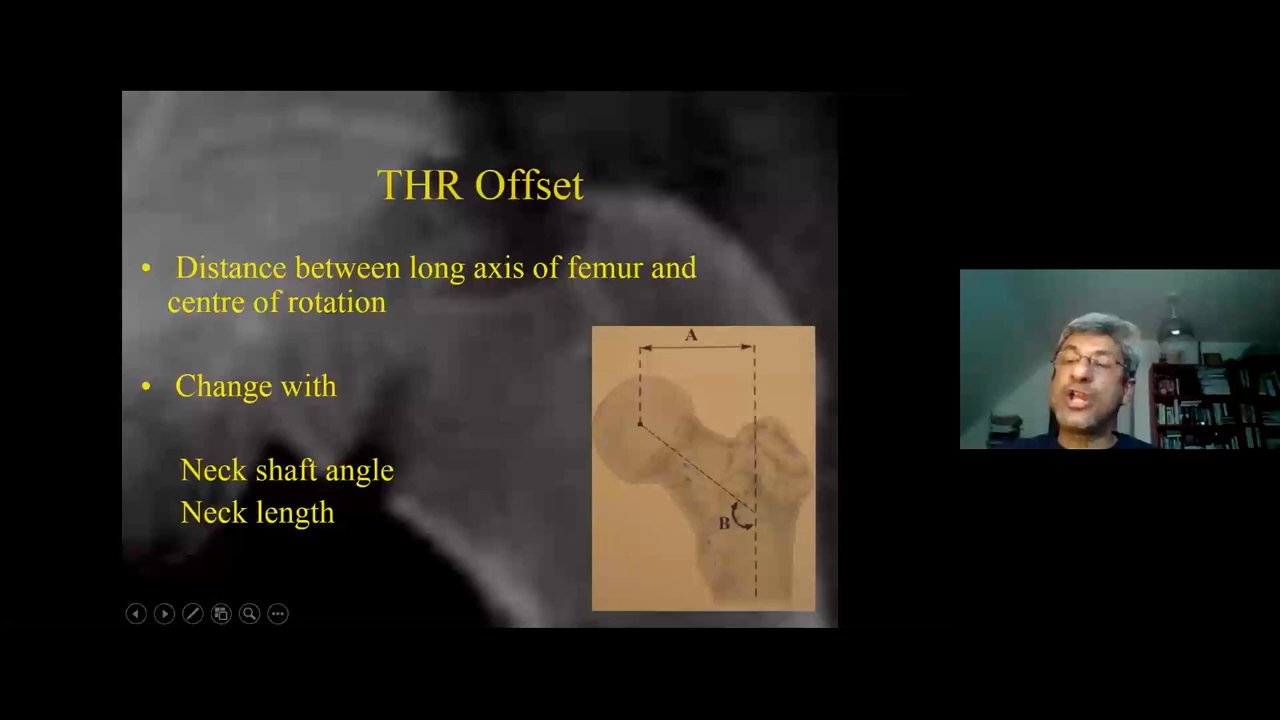 THR Offset
• Distance between long axis of femur and
centre of rotation
• Change with
Neck shaft angle
Neck length
A
B